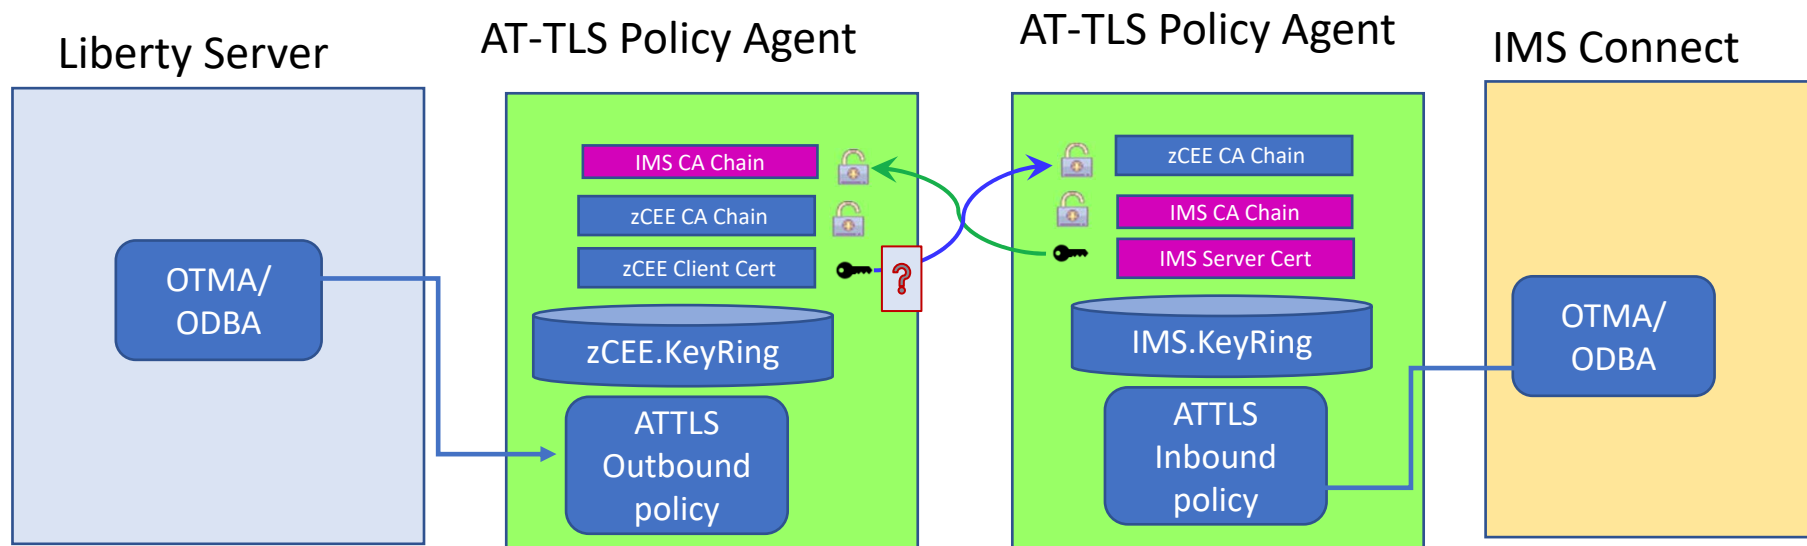 Liberty Server
AT-TLS Policy Agent
AT-TLS Policy Agent
IMS Connect
OTMA/
ODBA
IMS CA Chain
zCEE CA Chain
zCEE Client Cert
?
zCEE.KeyRing
ATTLS
Outbound
policy
zCEE CA Chain
IMS CA Chain
IMS Server Cert
IMS.KeyRing
ATTLS
Inbound
policy
OTMA/
ODBA